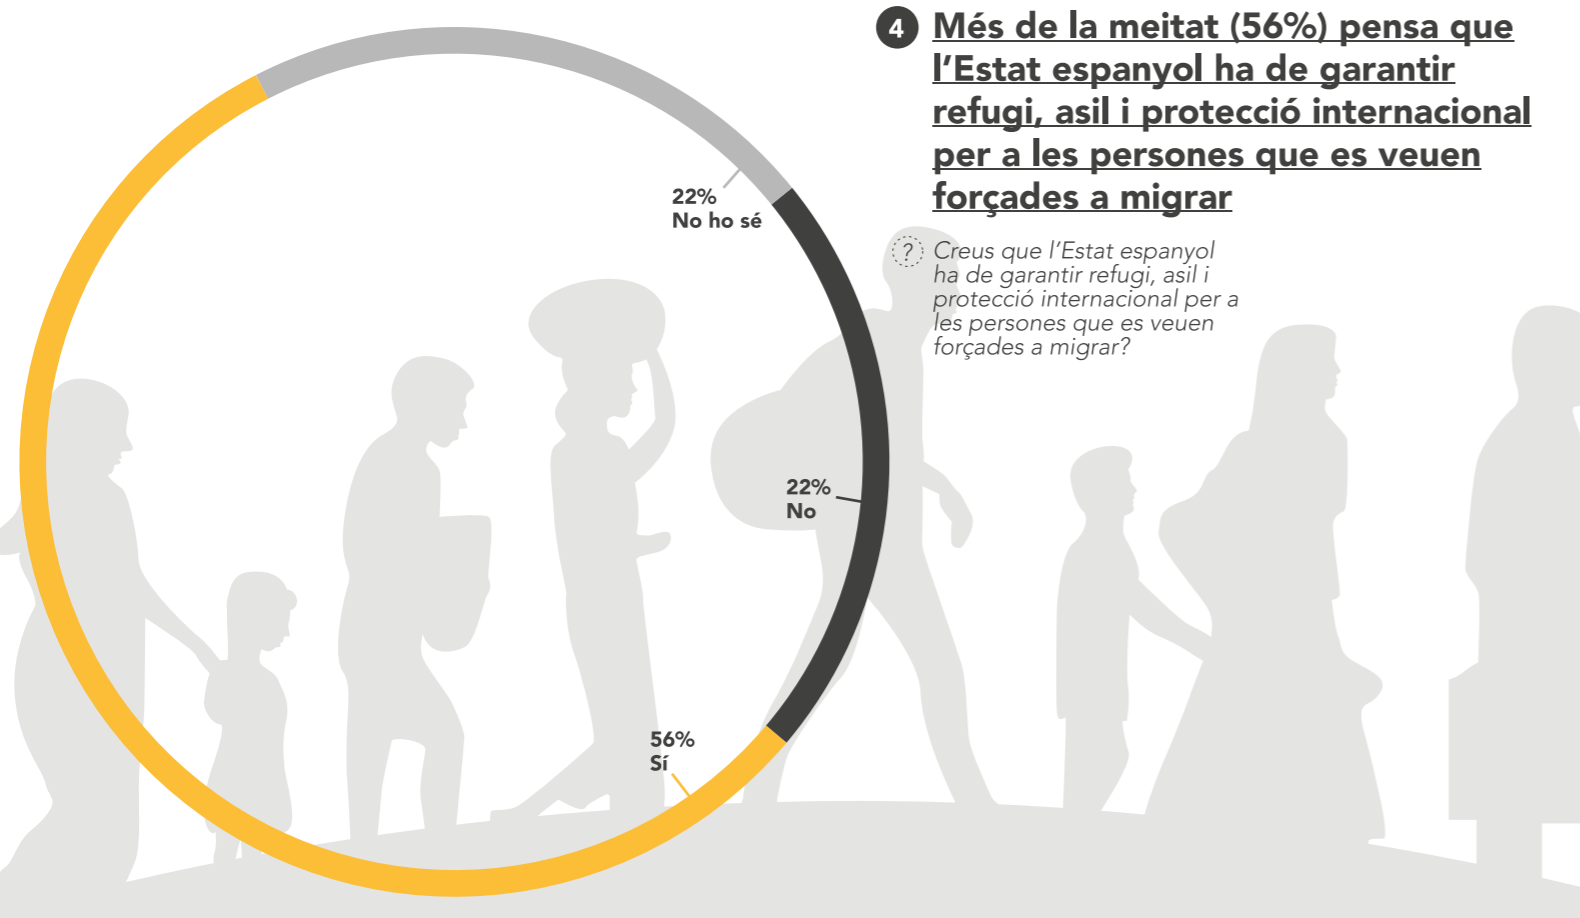 4 Més de la meitat (56%) pensa que
l’Estat espanyol ha de garantir
refugi, asil i protecció internacional
per a les persones que es veuen
forçades a migrar
? Creus que l’Estat espanyol
ha de garantir refugi, asil i
protecció internacional per a
les persones que es veuen
forçades a migrar?
22%
No ho sé
22%
No
56%
Sí